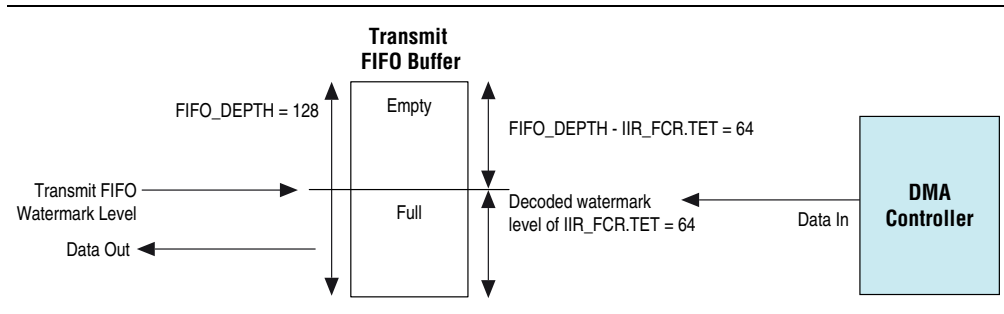 Transmit
FIFO Buffer
FIFO_DEPTH = 128
Empty
FIFO_DEPTH - IIR_FCR.TET = 64
Transmit FIFO
Watermark Level
Full
Decoded watermark
level of IIR_FCR.TET = 64
Data In
DMA
Controller
Data Out